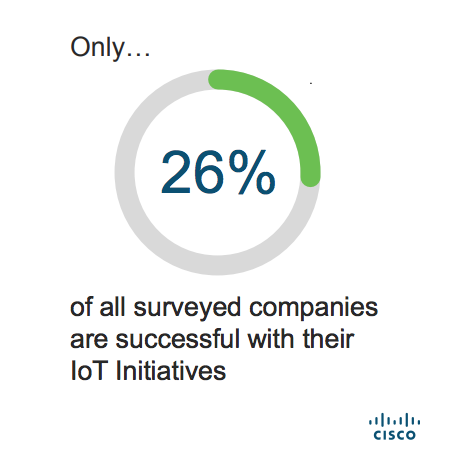 Only…
26%
of all surveyed companies
are successful with their
IoT Initiatives
CISCO